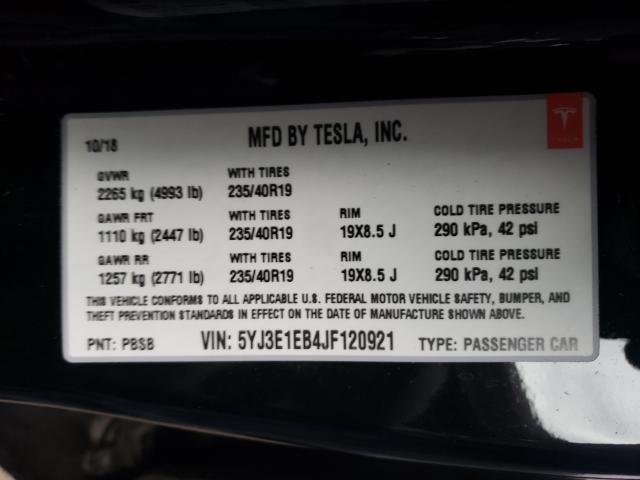 10/18 MFD BY TESLA, INC.
TESLA
GVWR WITH TIRES
2265 kg (4993 lb) 235/40R19
GAWR FRT WITH TIRES RIM COLD TIRE PRESSURE
1110 kg (2447 lb) 235/40R19 19X8.5 J 290 kPa, 42 psi
GAWR RR WITH TIRES RIM COLD TIRE PRESSURE
1257 kg (2771 lb) 235/40R19 19X8.5 J 290 kPa, 42 psi
THIS VEHICLE CONFORMS TO ALL APPLICABLE U.S. FEDERAL MOTOR VEHICLE SAFETY, BUMPER, AND
THEFT PREVENTION STANDARDS IN EFFECT ON THE DATE OF MANUFACTURE SHOWN ABOVE.
PNT: PBSB VIN: 5YJ3E1EB4JF120921 TYPE: PASSENGER CAR